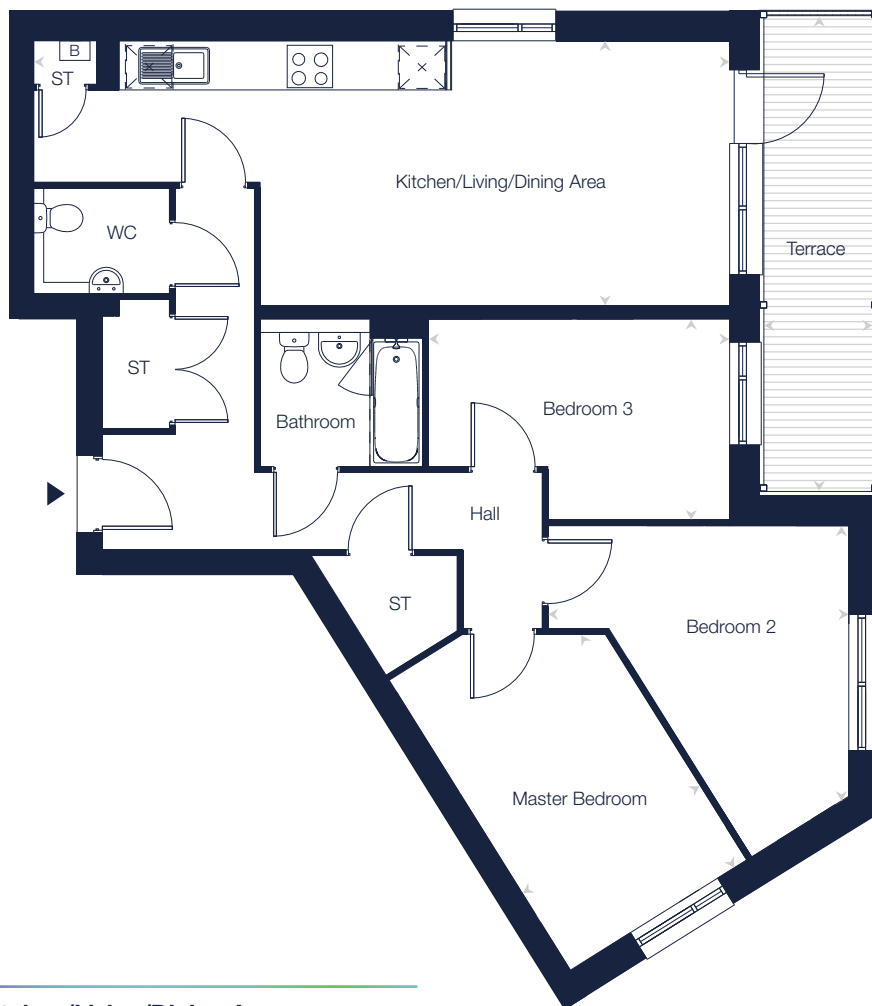 B
ST
Kitchen/Living/Dining Area
WC
Terrace
ST
Bedroom 3
Bathroom
Hall
ST
Bedroom 2
Master Bedroom